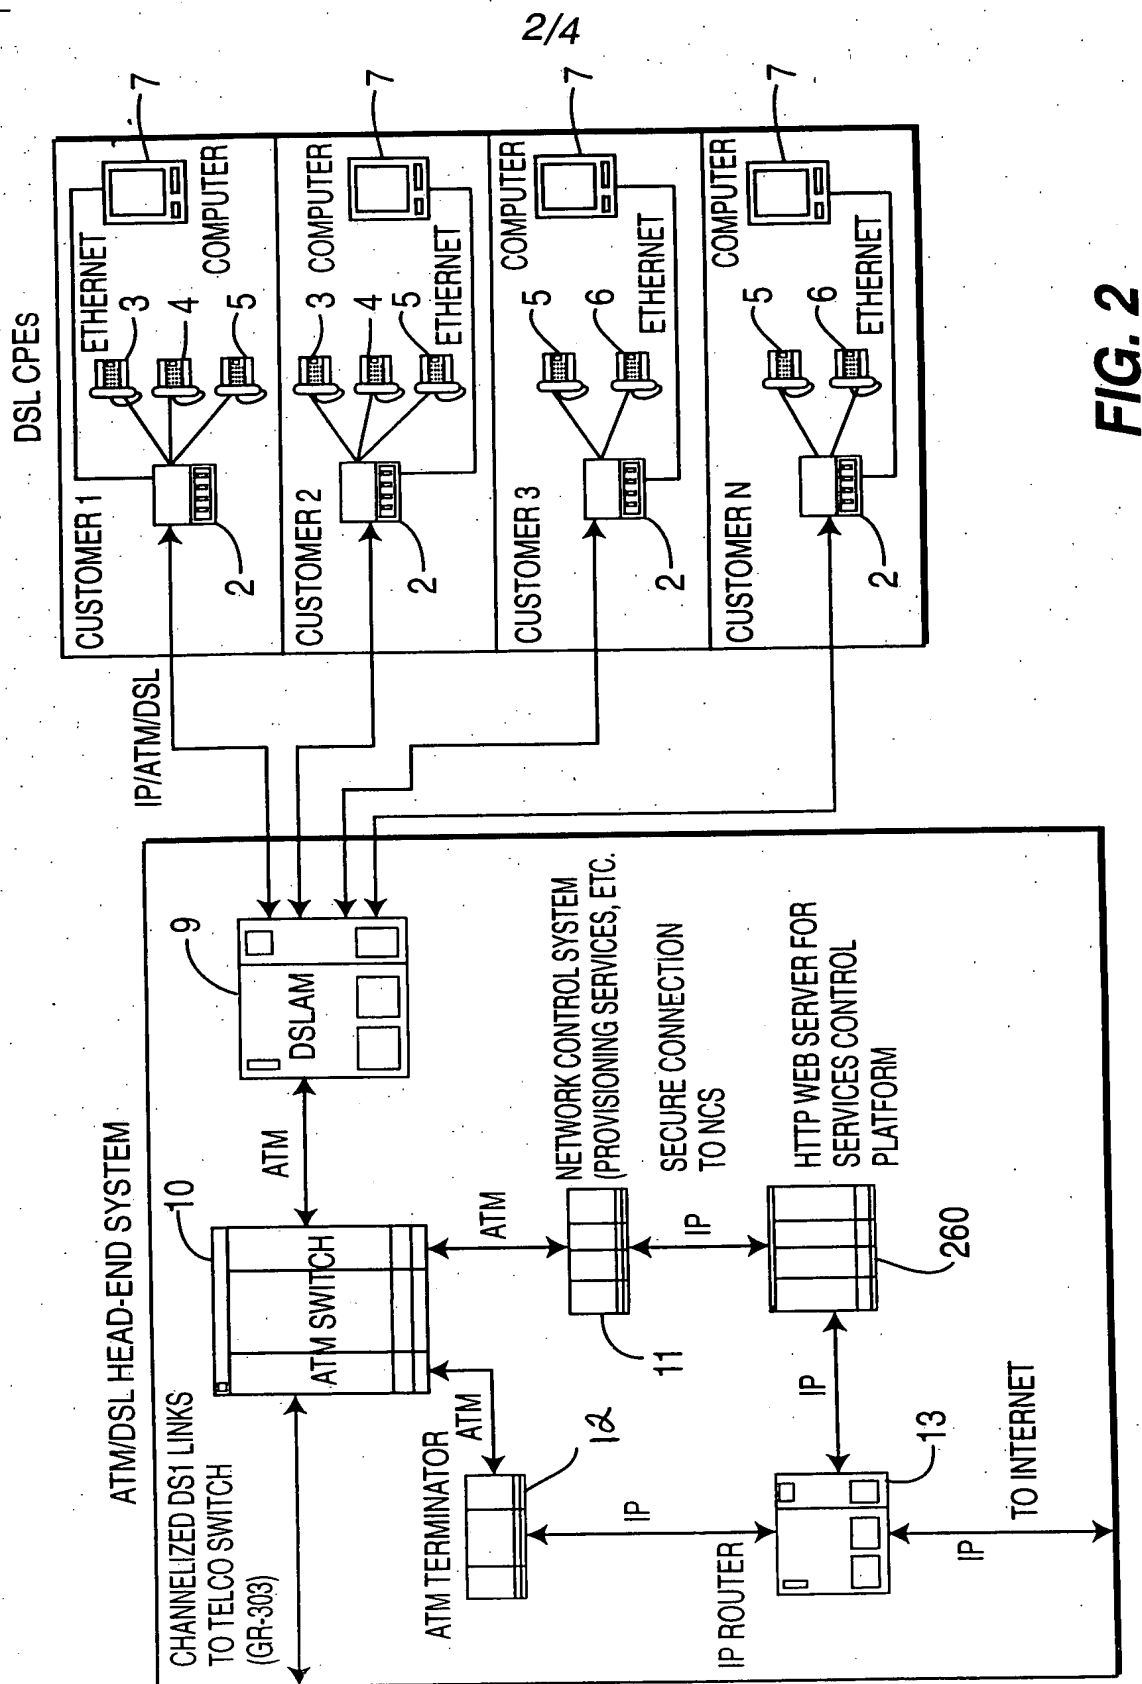 2/4
ATM/DSL HEAD-END SYSTEM
CHANNELIZED DS1 LINKS
TO TELCO SWITCH
(GR-303)
10
ATM SWITCH
ATM
9
DSLAM
IP/ATM/DSL
ATM TERMINATOR
ATM
12
ATM
11
NETWORK CONTROL SYSTEM
(PROVISIONING SERVICES, ETC.
IP
SECURE CONNECTION
TO NCS
IP
IP ROUTER
13
IP
260
HTTP WEB SERVER FOR
SERVICES CONTROL
PLATFORM
IP
TO INTERNET
DSL CPEs
CUSTOMER 1
2
ETHERNET
3
4
5
COMPUTER
7
CUSTOMER 2
2
3
4
5
ETHERNET
COMPUTER
7
CUSTOMER 3
2
5
6
ETHERNET
COMPUTER
7
CUSTOMER N
2
5
6
ETHERNET
COMPUTER
7
FIG. 2